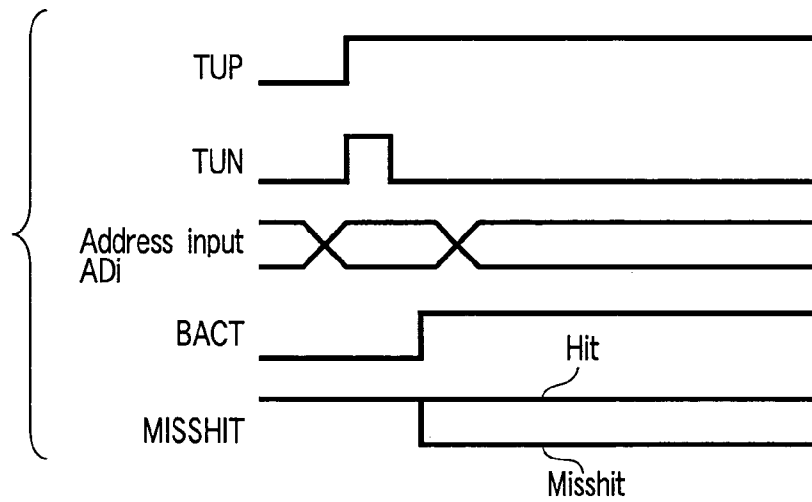 TUP
TUN
Address input
ADi
BACT
Hit
MISSHIT
Misshit